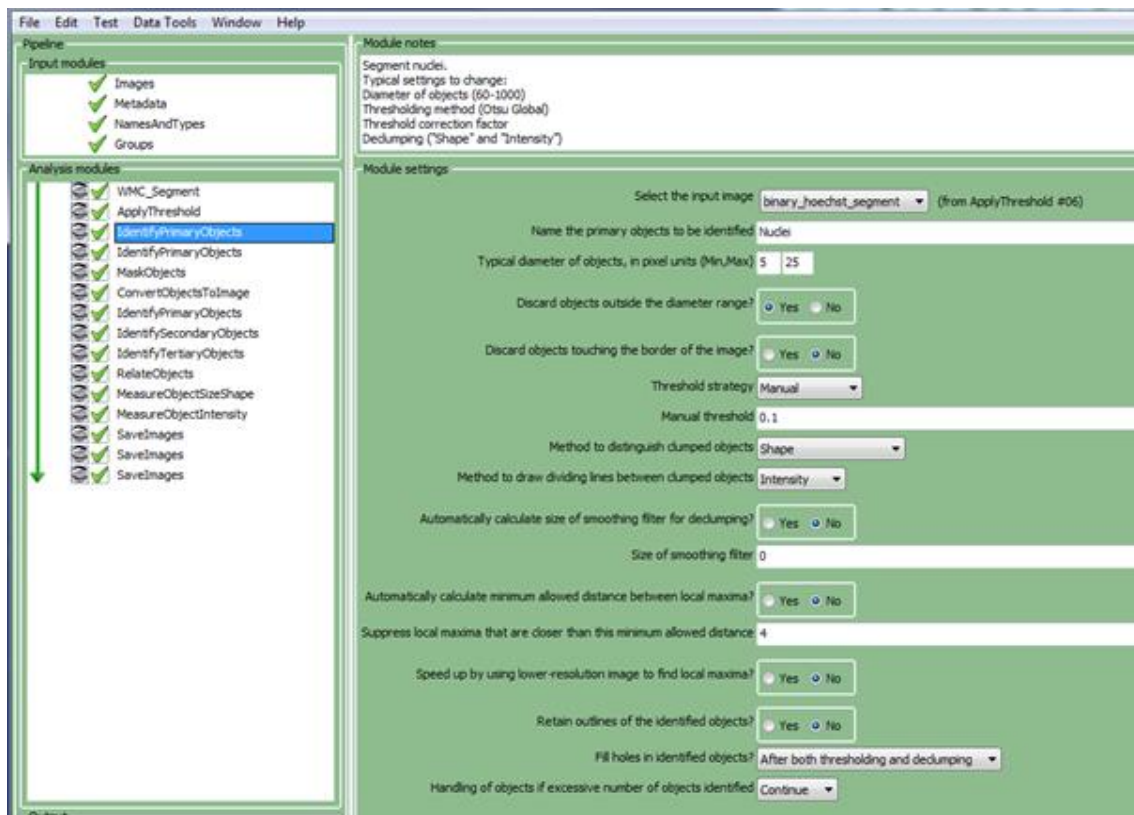 File Edit Test Data Tools Window Help
Pipeline
Input modules
Images
Metadata
NamesAndTypes
Groups
Analysis modules
WMC_Segment
ApplyThreshold
IdentifyPrimaryObjects
IdentifyPrimaryObjects
MaskObjects
ConvertObjectsToImage
IdentifyPrimaryObjects
IdentifySecondaryObjects
IdentifyTertiaryObjects
RelateObjects
MeasureObjectSizeShape
MeasureObjectIntensity
SaveImages
SaveImages
SaveImages
Output
Module notes
Segment nuclei.
Typical settings to change:
Diameter of objects (60-1000)
Thresholding method (Otsu Global)
Threshold correction factor
Declumping ("Shape" and "Intensity")
Module settings
Select the input image binary_hoechst_segment (from ApplyThreshold #06)
Name the primary objects to be identified Nuclei
Typical diameter of objects, in pixel units (Min,Max) 5 25
Discard objects outside the diameter range? Yes No
Discard objects touching the border of the image? Yes No
Threshold strategy Manual
Manual threshold 0.1
Method to distinguish clumped objects Shape
Method to draw dividing lines between clumped objects Intensity
Automatically calculate size of smoothing filter for declumping? Yes No
Size of smoothing filter 0
Automatically calculate minimum allowed distance between local maxima? Yes No
Suppress local maxima that are closer than this minimum allowed distance 4
Speed up by using lower-resolution image to find local maxima? Yes No
Retain outlines of the identified objects? Yes No
Fill holes in identified objects? After both thresholding and declumping
Handling of objects if excessive number of objects identified Continue